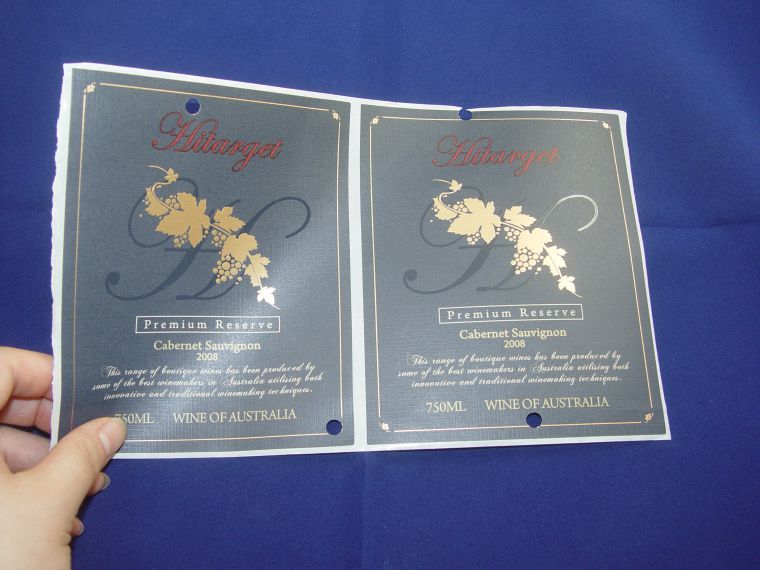 Hitarget
H
Premium Reserve
Cabernet Sauvignon
2008
This range of boutique wines has been produced by
some of the best winemakers in Australia utilising both
innovative and traditional winemaking techniques.
750ML WINE OF AUSTRALIA
Hitarget
H
Premium Reserve
Cabernet Sauvignon
2008
This range of boutique wines has been produced by
some of the best winemakers in Australia utilising both
innovative and traditional winemaking techniques.
750ML WINE OF AUSTRALIA